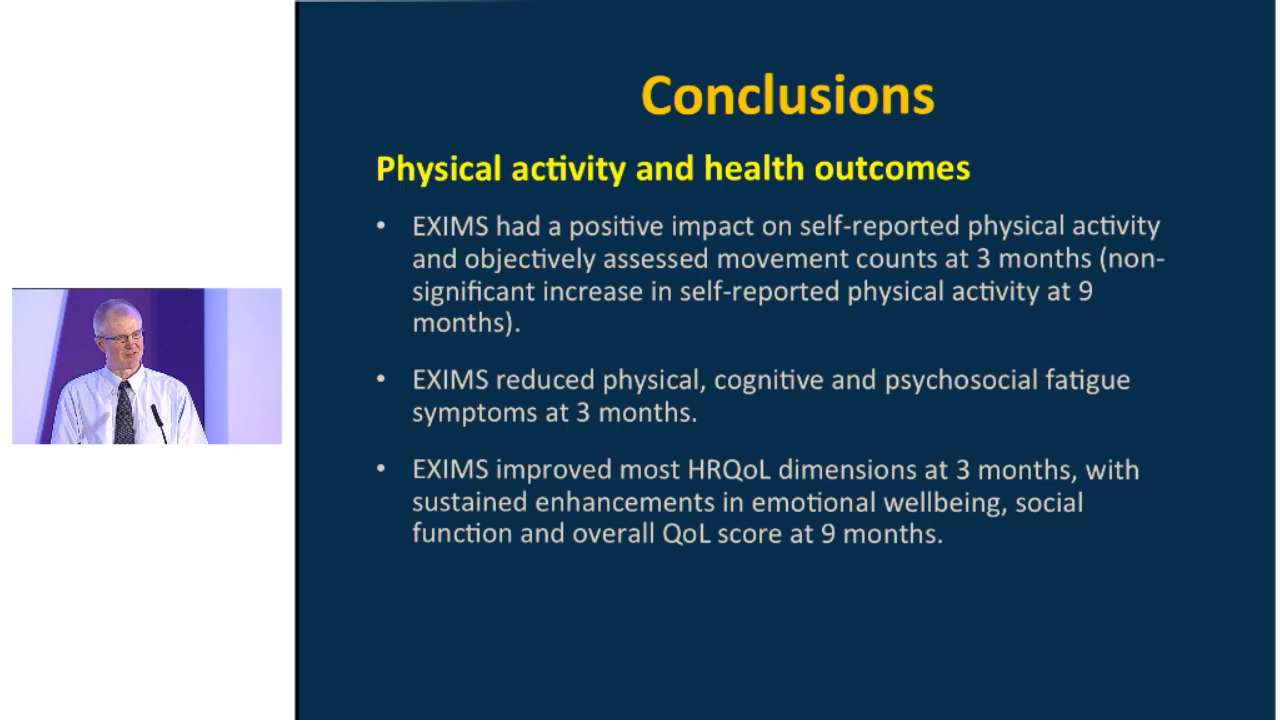 Conclusions
Physical activity and health outcomes
• EXIMS had a positive impact on self-reported physical activity
and objectively assessed movement counts at 3 months (non-
significant increase in self-reported physical activity at 9
months).
• EXIMS reduced physical, cognitive and psychosocial fatigue
symptoms at 3 months.
• EXIMS improved most HRQoL dimensions at 3 months, with
sustained enhancements in emotional wellbeing, social
function and overall QoL score at 9 months.